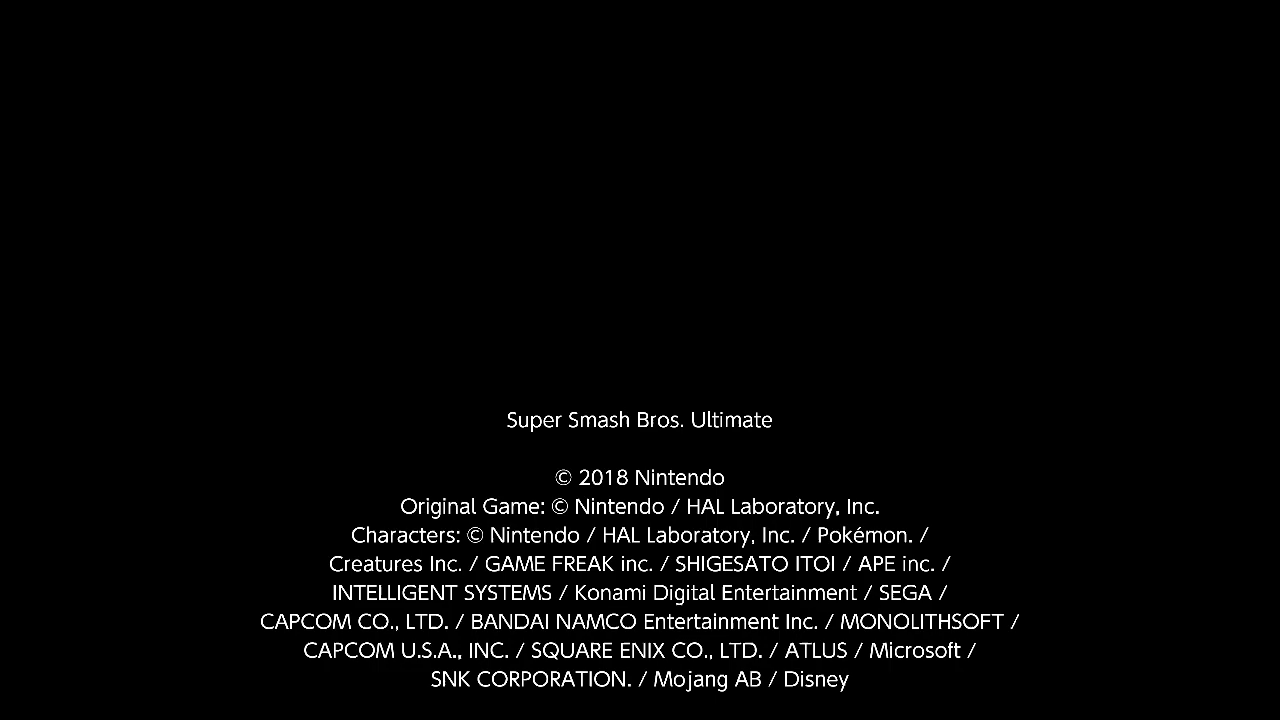 Super Smash Bros. Ultimate
© 2018 Nintendo
Original Game: © Nintendo / HAL Laboratory, Inc.
Characters: © Nintendo / HAL Laboratory, Inc. / Pokémon. /
Creatures Inc. / GAME FREAK inc. / SHIGESATO ITOI / APE inc. /
INTELLIGENT SYSTEMS / Konami Digital Entertainment / SEGA /
CAPCOM CO., LTD. / BANDAI NAMCO Entertainment Inc. / MONOLITHSOFT /
CAPCOM U.S.A., INC. / SQUARE ENIX CO., LTD. / ATLUS / Microsoft /
SNK CORPORATION. / Mojang AB / Disney